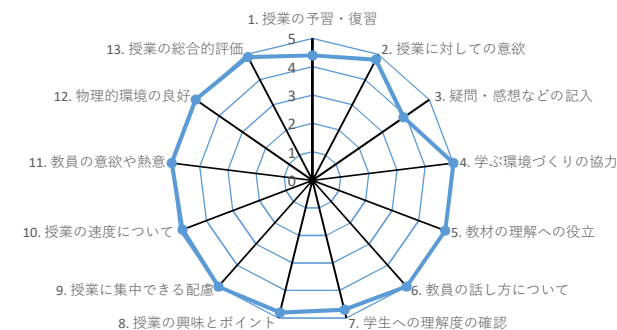 1. 授業の予習・復習
2. 授業に対しての意欲
3. 疑問・感想などの記入
4. 学ぶ環境づくりの協力
5. 教材の理解への役立
6. 教員の話し方について
7. 学生への理解度の確認
8. 授業の興味とポイント
9. 授業に集中できる配慮
10. 授業の速度について
11. 教員の意欲や熱意
12. 物理的環境の良好
13. 授業の総合的評価
5
4
3
2
1
0